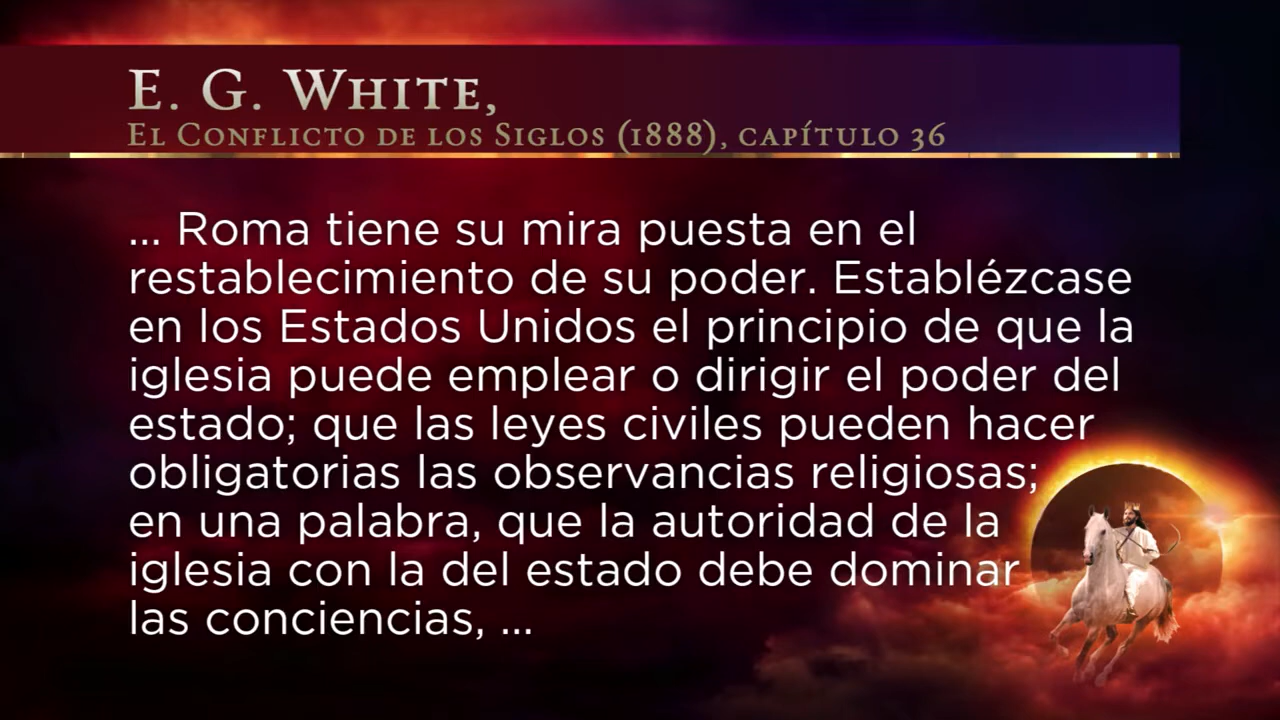 E. G. White,
El Conflicto de los Siglos (1888), capítulo 36
... Roma tiene su mira puesta en el
restablecimiento de su poder. Establézcase
en los Estados Unidos el principio de que la
iglesia puede emplear o dirigir el poder del
estado; que las leyes civiles pueden hacer
obligatorias las observancias religiosas;
en una palabra, que la autoridad de la
iglesia con la del estado debe dominar
las conciencias, ...